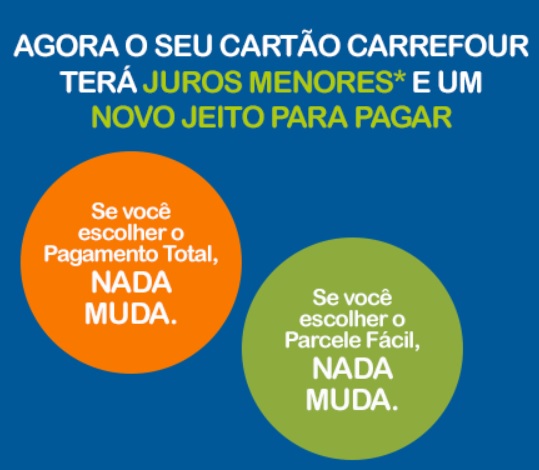 AGORA O SEU CARTÃO CARREFOUR
TERÁ JUROS MENORES* E UM
NOVO JEITO PARA PAGAR
Se você
escolher o
Pagamento Total,
NADA
MUDA.
Se você
escolher o
Parcele Fácil,
NADA
MUDA.